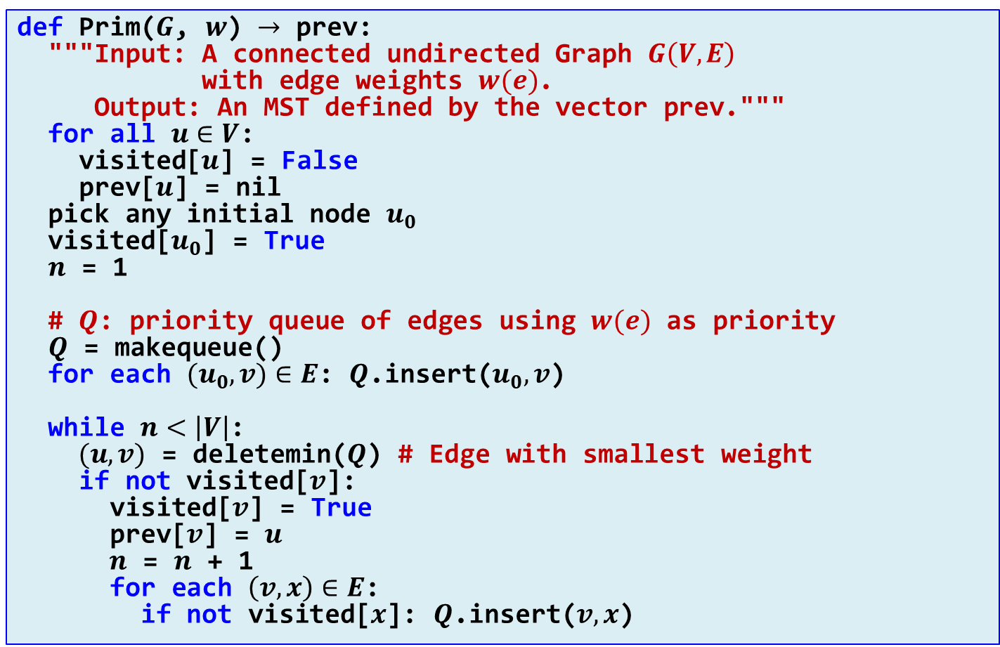 def Prim(G, w) → prev:
"""Input: A connected undirected Graph G(V,E)
with edge weights w(e).
Output: An MST defined by the vector prev."""
for all u ∈ V:
visited[u] = False
prev[u] = nil
pick any initial node u₀
visited[u₀] = True
n = 1
# Q: priority queue of edges using w(e) as priority
Q = makequeue()
for each (u₀,v) ∈ E: Q.insert(u₀,v)
while n < |V|:
(u,v) = deletemin(Q) # Edge with smallest weight
if not visited[v]:
visited[v] = True
prev[v] = u
n = n + 1
for each (v,x) ∈ E:
if not visited[x]: Q.insert(v,x)